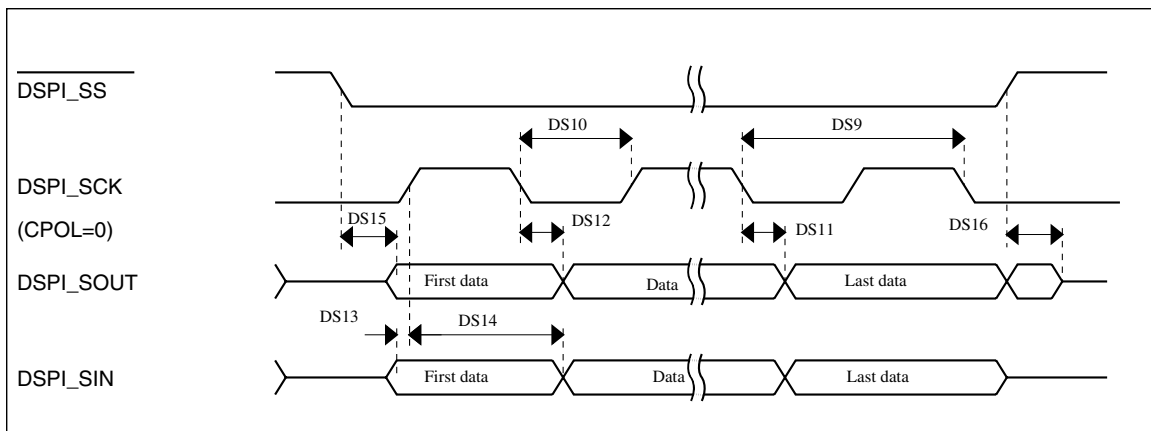 DSPI_SS
DS10
DS9
DSPI_SCK
(CPOL=0)
DS15
DS12
DS11
DS16
DSPI_SOUT
First data
Data
Last data
DS13
DS14
DSPI_SIN
First data
Data
Last data